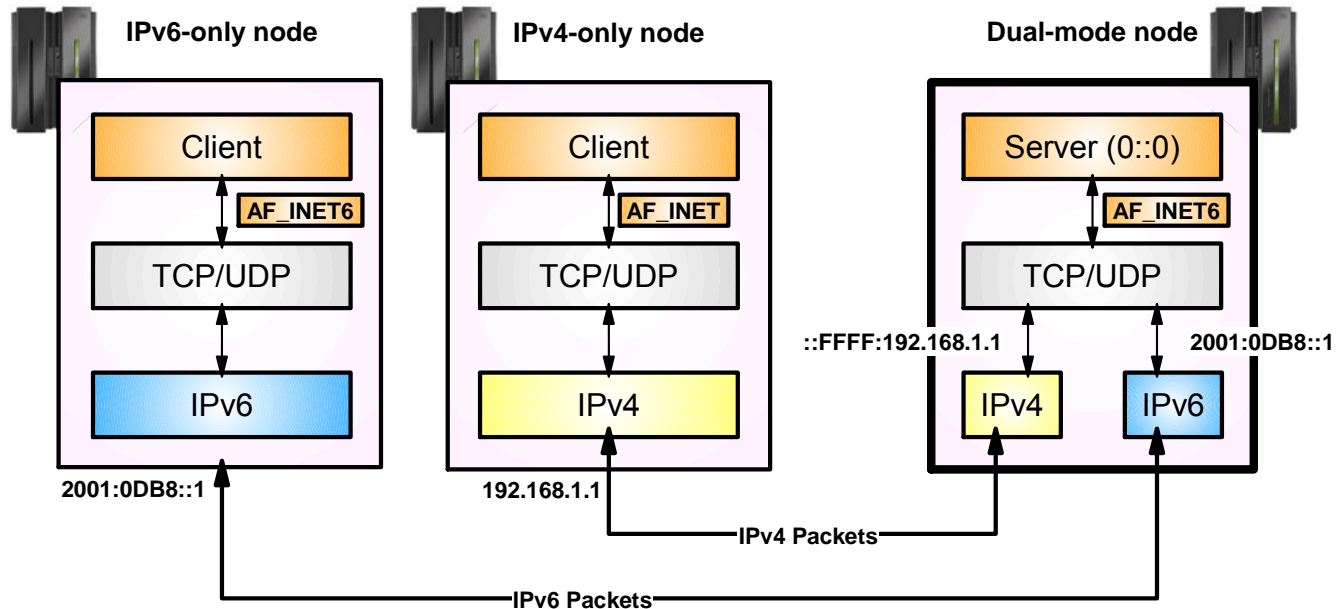 IPv6-only node
IPv4-only node
Dual-mode node
Client
Client
Server (0::0)
AF_INET6
AF_INET
AF_INET6
TCP/UDP
TCP/UDP
TCP/UDP
::FFFF:192.168.1.1
2001:0DB8::1
IPv6
IPv4
IPv4
IPv6
2001:0DB8::1
192.168.1.1
IPv4 Packets
IPv6 Packets